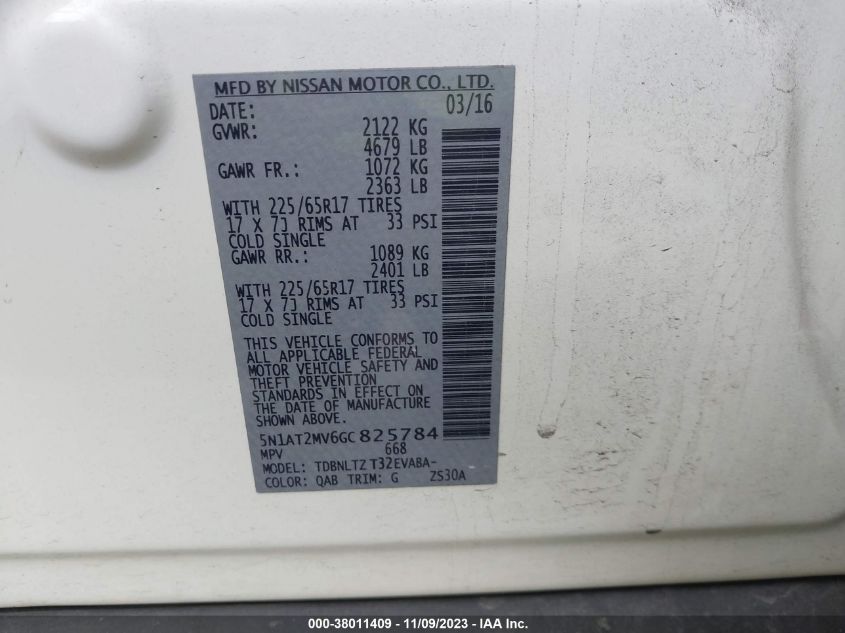 MFD BY NISSAN MOTOR CO., LTD.
DATE: 03/16
GVWR: 2122 KG
4679 LB
GAWR FR.: 1072 KG
2363 LB
WITH 225/65R17 TIRES
17 X 7J RIMS AT 33 PSI
COLD SINGLE
GAWR RR.: 1089 KG
2401 LB
WITH 225/65R17 TIRES
17 X 7J RIMS AT 33 PSI
COLD SINGLE
THIS VEHICLE CONFORMS TO
ALL APPLICABLE FEDERAL
MOTOR VEHICLE SAFETY AND
THEFT PREVENTION
STANDARDS IN EFFECT ON
THE DATE OF MANUFACTURE
SHOWN ABOVE.
5N1AT2MV6GC825784
MPV 668
MODEL: TDBNLTZ T32EVABA-
COLOR: QAB TRIM: G ZS30A
000-38011409 - 11/09/2023 - IAA Inc.